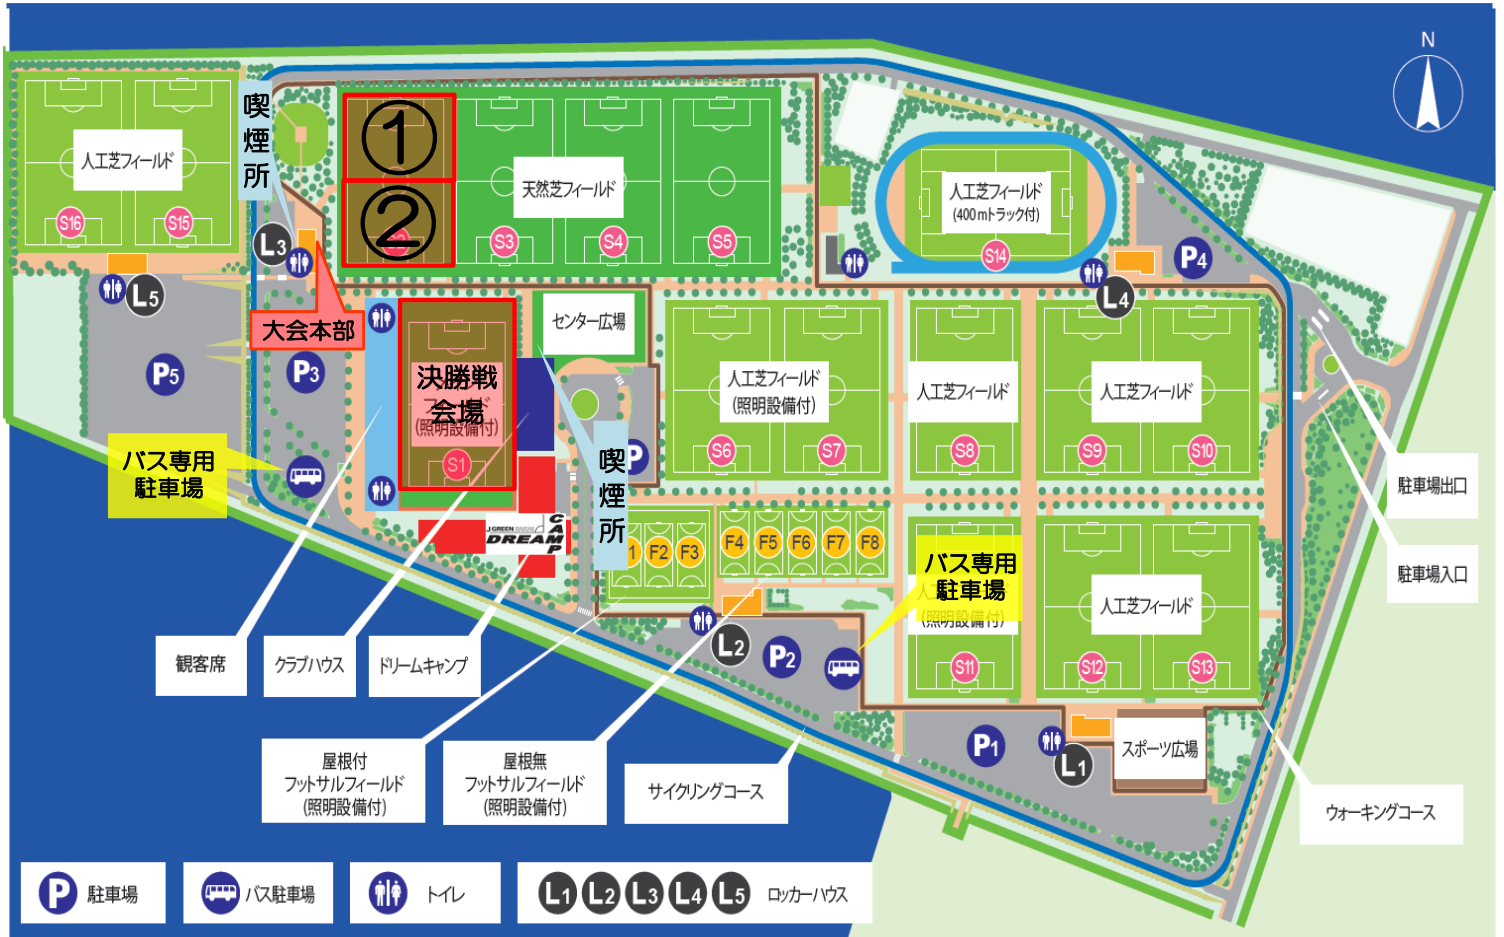 N
喫
煙
所
①
②
人工芝フィールド
S16
S15
天然芝フィールド
S3
S4
S5
人工芝フィールド
(400mトラック付)
S14
P4
L4
L3
L5
大会本部
P5
P3
センター広場
決勝戦
会場
(照明設備付)
S1
人工芝フィールド
(照明設備付)
S6
S7
人工芝フィールド
S8
人工芝フィールド
S9
S10
バス専用
駐車場
P
喫
煙
所
J GREEN SAKAI
DREAM
CAMP
1
F2
F3
F4
F5
F6
F7
F8
バス専用
駐車場
(照明設備付)
S11
人工芝フィールド
S12
S13
駐車場出口
駐車場入口
観客席
クラブハウス
ドリームキャンプ
L2
P2
P1
L1
スポーツ広場
屋根付
フットサルフィールド
(照明設備付)
屋根無
フットサルフィールド
(照明設備付)
サイクリングコース
ウォーキングコース
P 駐車場
バス駐車場
トイレ
L1 L2 L3 L4 L5 ロッカーハウス